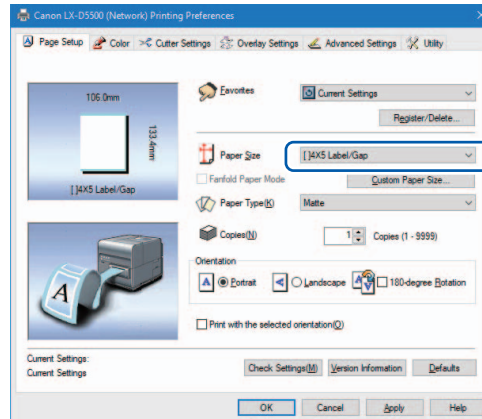 Canon LX-D5500 (Network) Printing Preferences
Page Setup Color Cutter Settings Overlay Settings Advanced Settings Utility
106.0mm
133.4mm
[ ]4X5 Label/Gap
Favorites Current Settings
Register/Delete...
Paper Size [ ]4X5 Label/Gap
Fanfold Paper Mode Custom Paper Size...
Paper Type(K) Matte
Copies(N) 1 Copies (1 - 9999)
Orientation
A Portrait A Landscape A 180-degree Rotation
Print with the selected orientation(O)
A
Current Settings:
Current Settings
Check Settings(M) Version Information Defaults
OK Cancel Apply Help